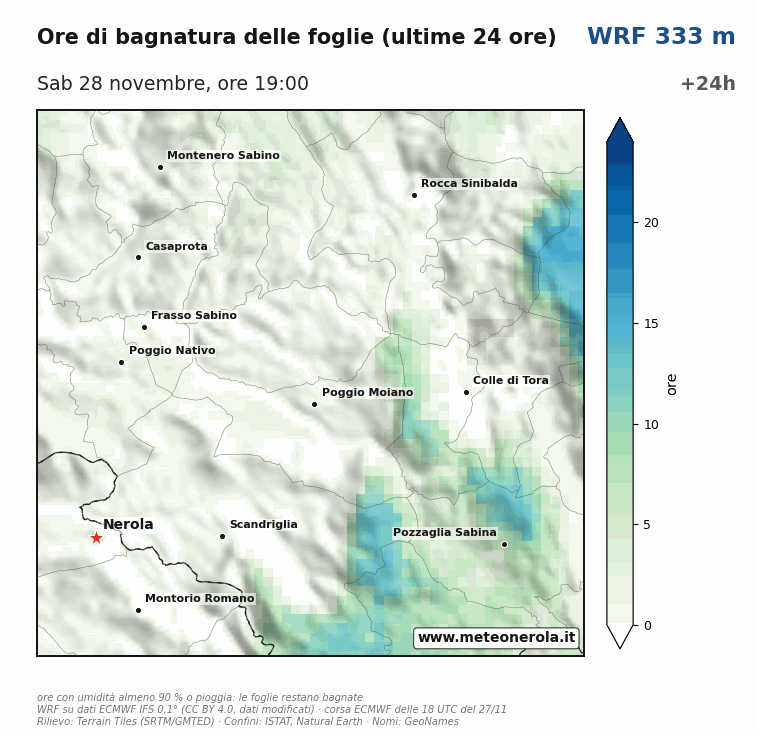 Ore di bagnatura delle foglie (ultime 24 ore) WRF 333 m
Sab 28 novembre, ore 19:00 +24h
Montenero Sabino
Rocca Sinibalda
Casaprota
Frasso Sabino
Poggio Nativo
Colle di Tora
Poggio Moiano
Nerola
Scandriglia
Pozzaglia Sabina
Montorio Romano
www.meteonerola.it
20
15
10
5
0
ore
ore con umidità almeno 90 % o pioggia: le foglie restano bagnate
WRF su dati ECMWF IFS 0,1° (CC BY 4.0, dati modificati) · corsa ECMWF delle 18 UTC del 27/11
Rilievo: Terrain Tiles (SRTM/GMTED) · Confini: ISTAT, Natural Earth · Nomi: GeoNames